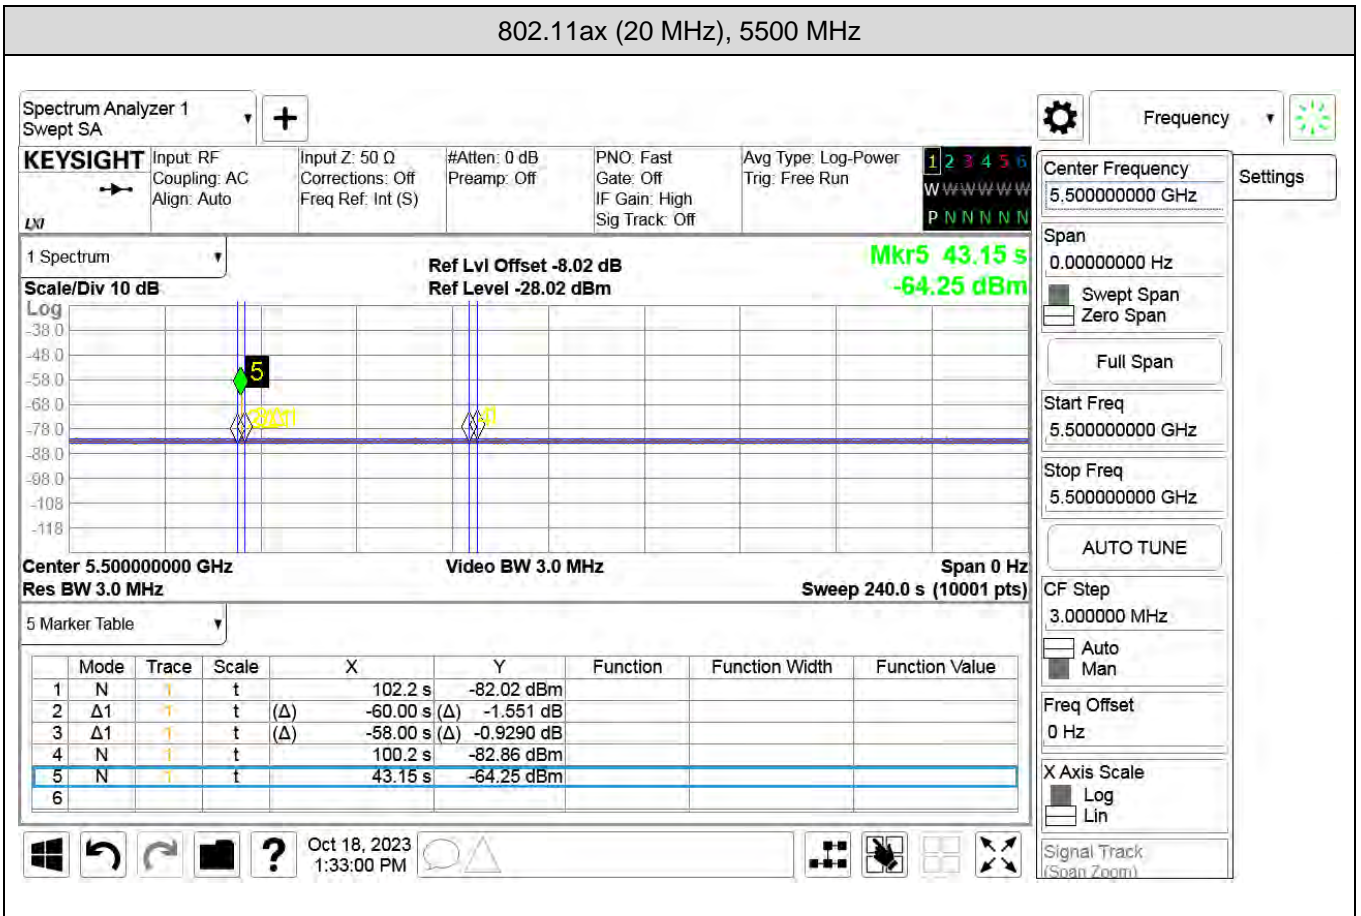 802.11ax (20 MHz), 5500 MHz
Spectrum Analyzer 1
Swept SA
+
Frequency
KEYSIGHT
LXI
Input: RF
Coupling: AC
Align: Auto
Input Z: 50 Ω
Corrections: Off
Freq Ref: Int (S)
#Atten: 0 dB
Preamp: Off
PNO: Fast
Gate: Off
IF Gain: High
Sig Track: Off
Avg Type: Log-Power
Trig: Free Run
1 2 3 4 5 6
W W W W W W
P N N N N N
Center Frequency
5.500000000 GHz
Settings
1 Spectrum
Scale/Div 10 dB
Ref Lvl Offset -8.02 dB
Ref Level -28.02 dBm
Mkr5 43.15 s
-64.25 dBm
Span
0.00000000 Hz
Swept Span
Zero Span
Log
-38.0
-48.0
-58.0
-68.0
-78.0
-88.0
-98.0
-108
-118
5
Full Span
Start Freq
5.500000000 GHz
Stop Freq
5.500000000 GHz
AUTO TUNE
Center 5.500000000 GHz
Res BW 3.0 MHz
Video BW 3.0 MHz
Span 0 Hz
Sweep 240.0 s (10001 pts)
CF Step
3.000000 MHz
Auto
Man
5 Marker Table
Mode Trace Scale X Y Function Function Width Function Value
1 N 1 t 102.2 s -82.02 dBm
2 Δ1 1 t (Δ) -60.00 s (Δ) -1.551 dB
3 Δ1 1 t (Δ) -58.00 s (Δ) -0.9290 dB
4 N 1 t 100.2 s -82.86 dBm
5 N 1 t 43.15 s -64.25 dBm
6
Freq Offset
0 Hz
X Axis Scale
Log
Lin
Signal Track
(Span Zoom)
?
Oct 18, 2023
1:33:00 PM